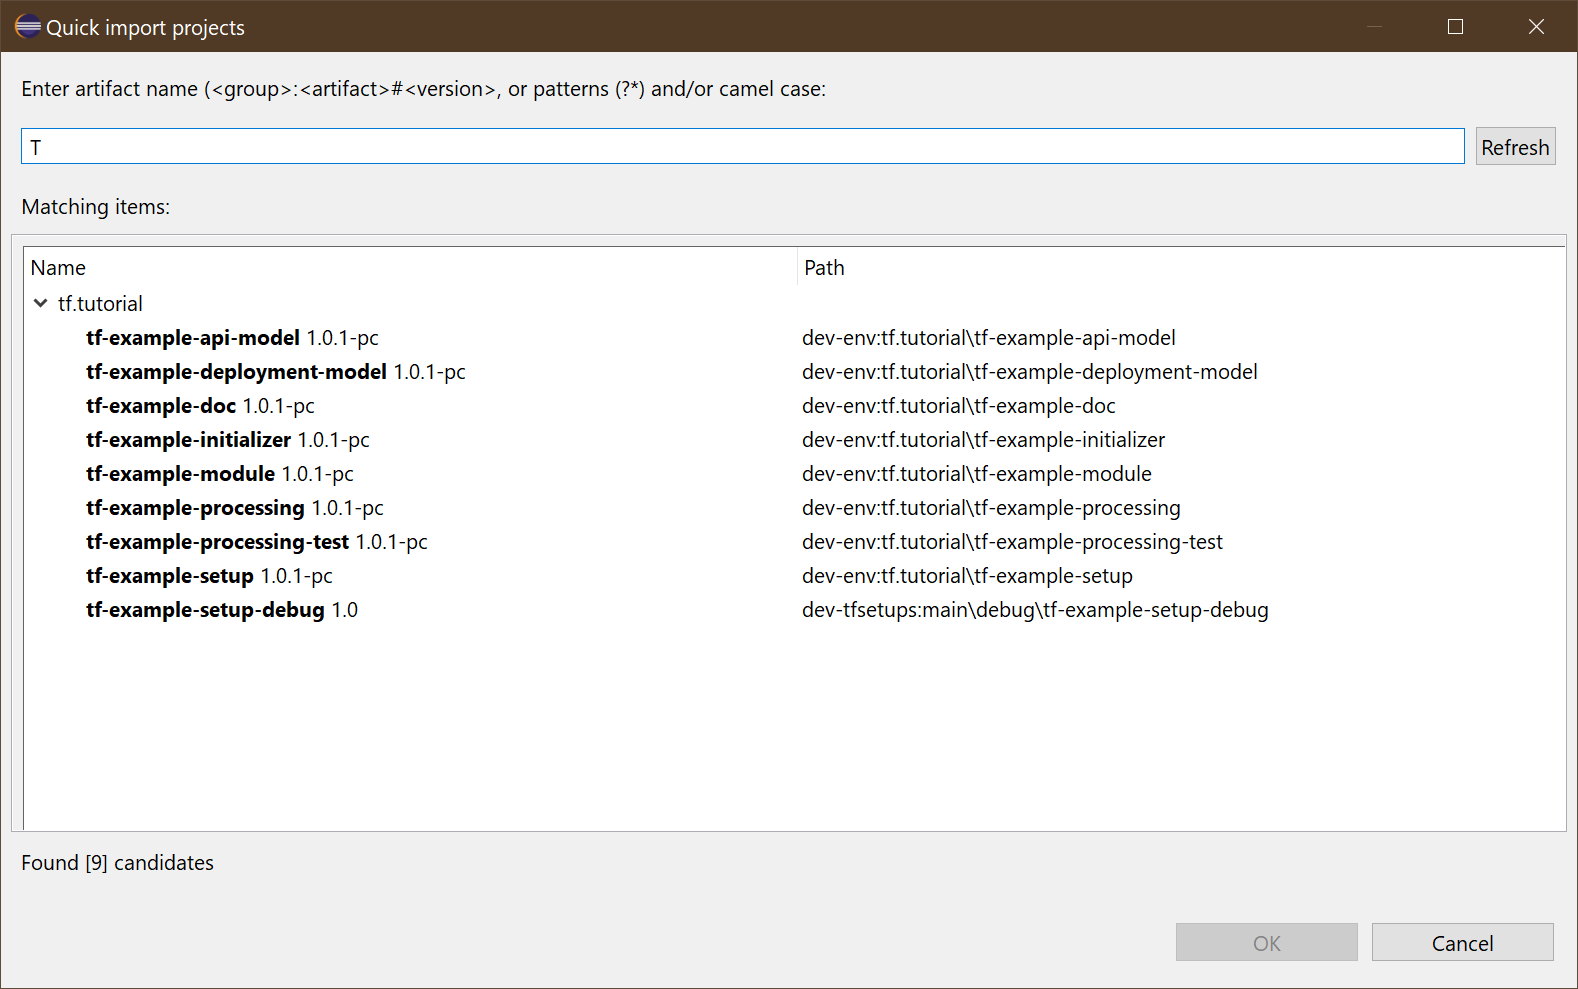 Quick import projects
Enter artifact name (<group>:<artifact>#<version>, or patterns (?*) and/or camel case:
T Refresh
Matching items:
Name Path
tf.tutorial
tf-example-api-model 1.0.1-pc dev-env:tf.tutorial\tf-example-api-model
tf-example-deployment-model 1.0.1-pc dev-env:tf.tutorial\tf-example-deployment-model
tf-example-doc 1.0.1-pc dev-env:tf.tutorial\tf-example-doc
tf-example-initializer 1.0.1-pc dev-env:tf.tutorial\tf-example-initializer
tf-example-module 1.0.1-pc dev-env:tf.tutorial\tf-example-module
tf-example-processing 1.0.1-pc dev-env:tf.tutorial\tf-example-processing
tf-example-processing-test 1.0.1-pc dev-env:tf.tutorial\tf-example-processing-test
tf-example-setup 1.0.1-pc dev-env:tf.tutorial\tf-example-setup
tf-example-setup-debug 1.0 dev-tfsetups:main\debug\tf-example-setup-debug
Found [9] candidates
OK Cancel